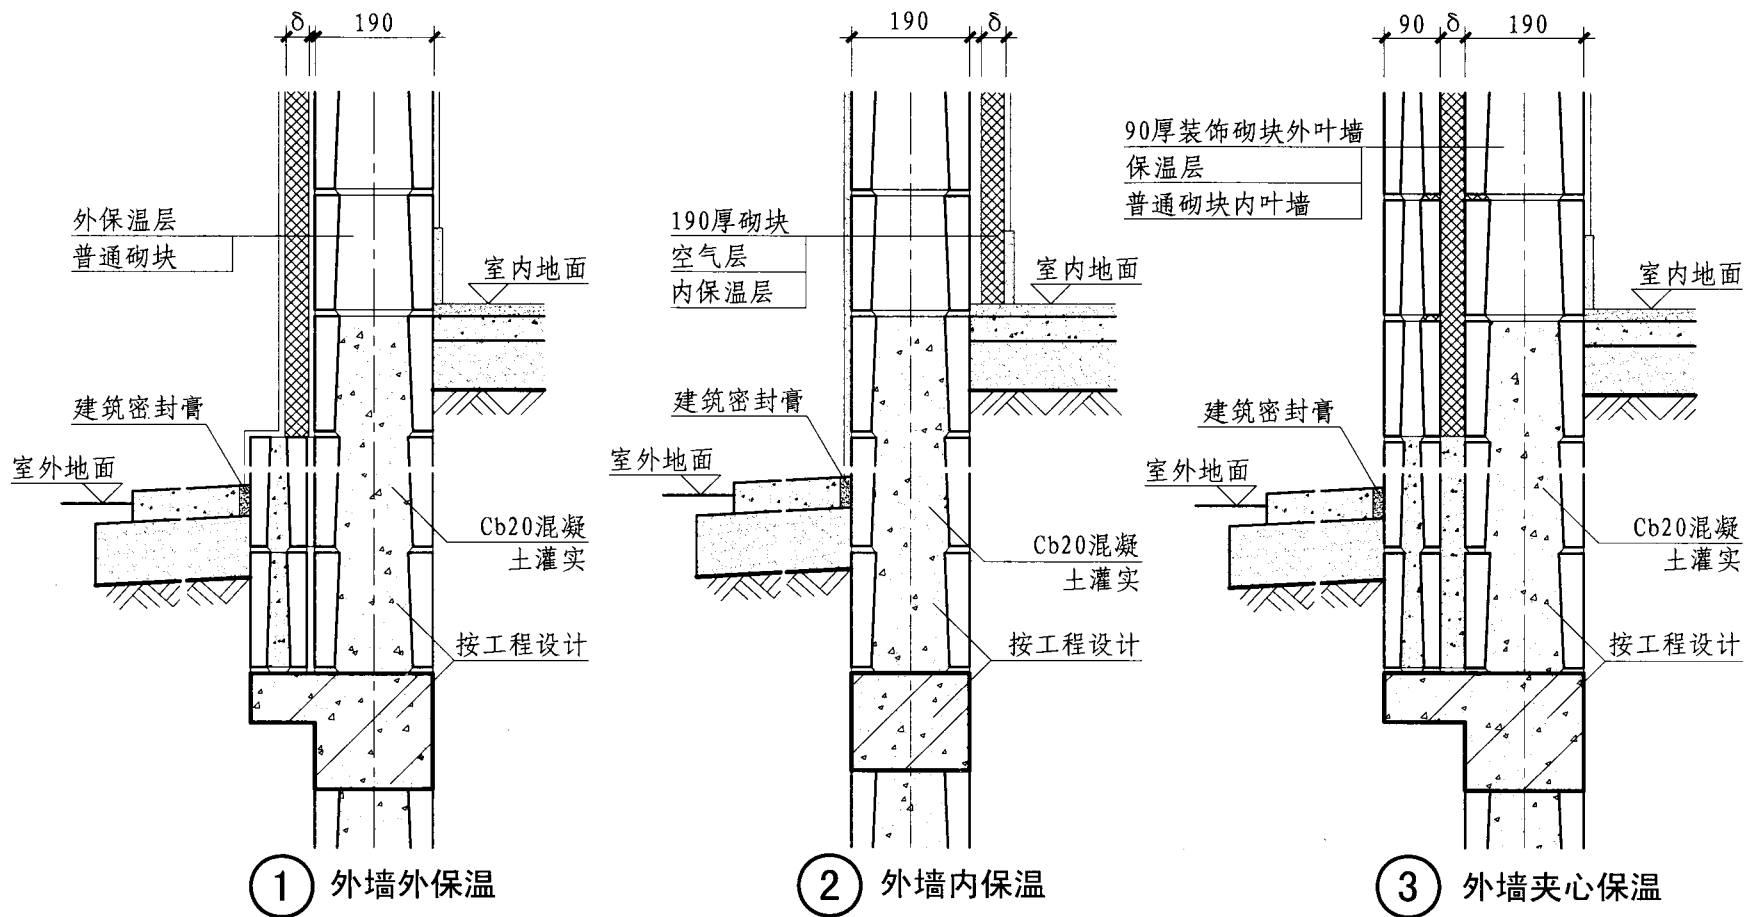 δ 190
外保温层
普通砌块
室内地面
建筑密封膏
室外地面
Cb20混凝
土灌实
按工程设计
① 外墙外保温
190 δ
190厚砌块
空气层
内保温层
室内地面
建筑密封膏
室外地面
Cb20混凝
土灌实
按工程设计
② 外墙内保温
90 δ 190
90厚装饰砌块外叶墙
保温层
普通砌块内叶墙
室内地面
建筑密封膏
室外地面
Cb20混凝
土灌实
按工程设计
③ 外墙夹心保温